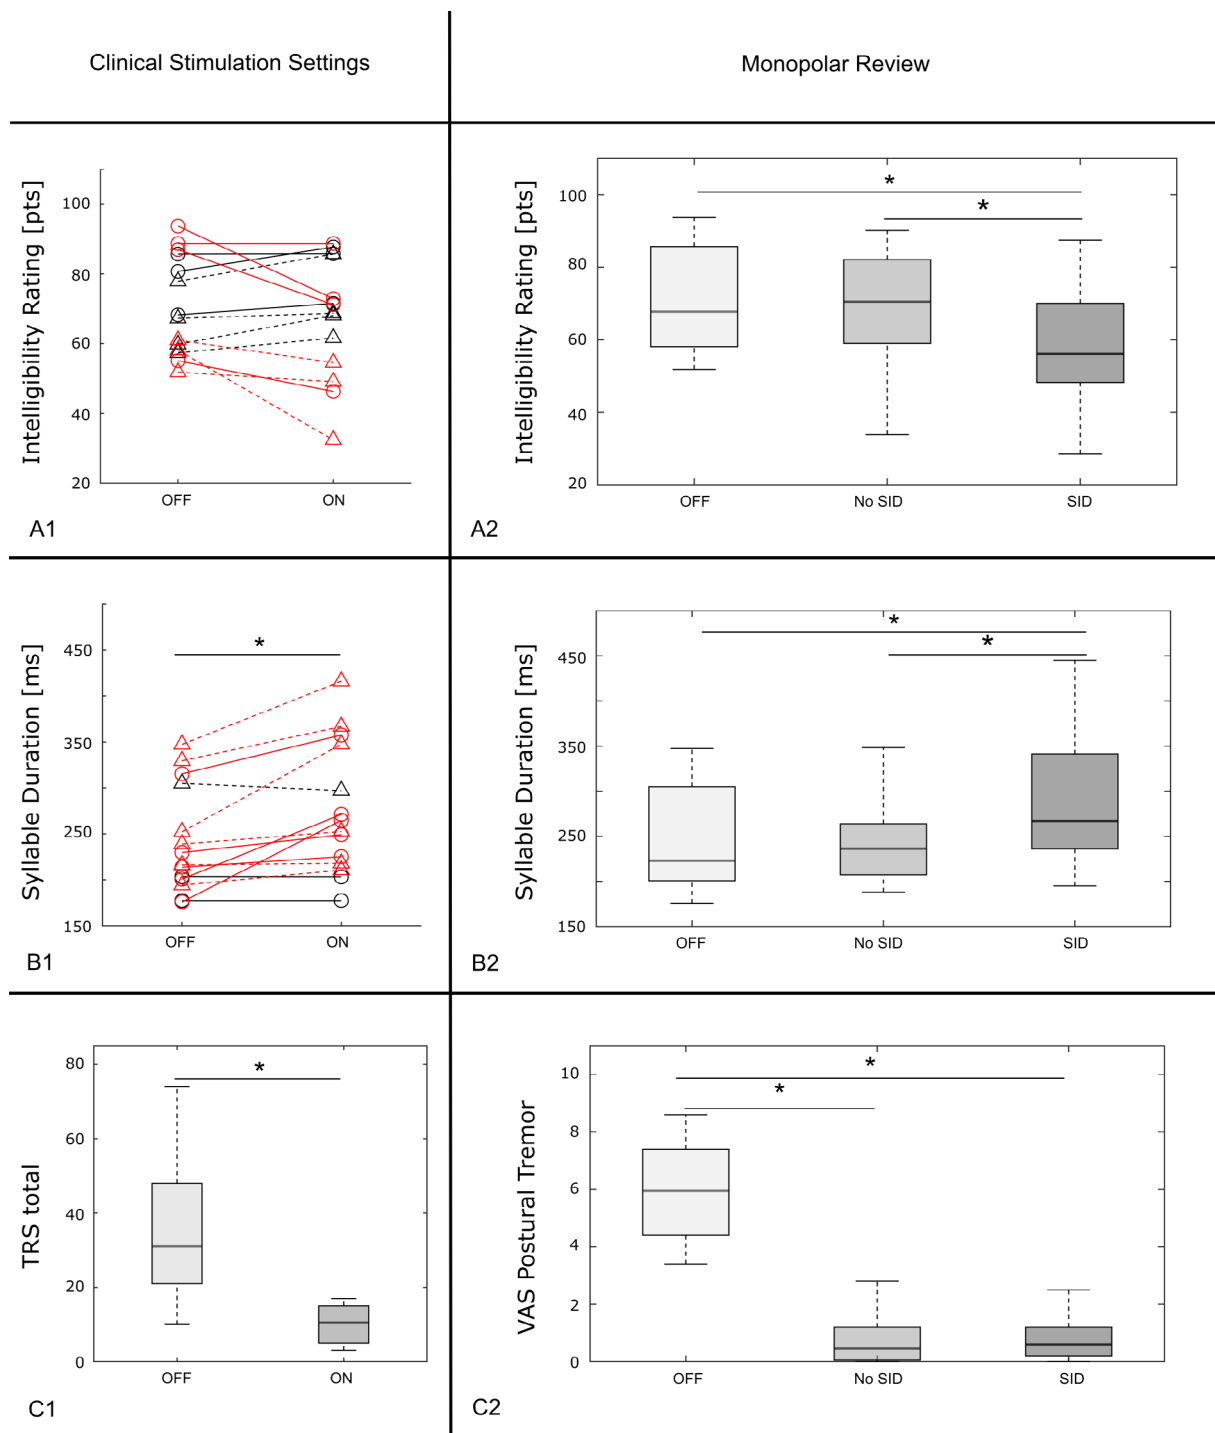 Clinical Stimulation Settings
Monopolar Review
Intelligibility Rating [pts]
100
80
60
40
20
OFF
ON
A1
Intelligibility Rating [pts]
100
80
60
40
20
*
*
OFF
No SID
SID
A2
Syllable Duration [ms]
450
350
250
150
*
OFF
ON
B1
Syllable Duration [ms]
450
350
250
150
*
*
OFF
No SID
SID
B2
TRS total
80
60
40
20
0
*
OFF
ON
C1
VAS Postural Tremor
10
8
6
4
2
0
*
*
OFF
No SID
SID
C2